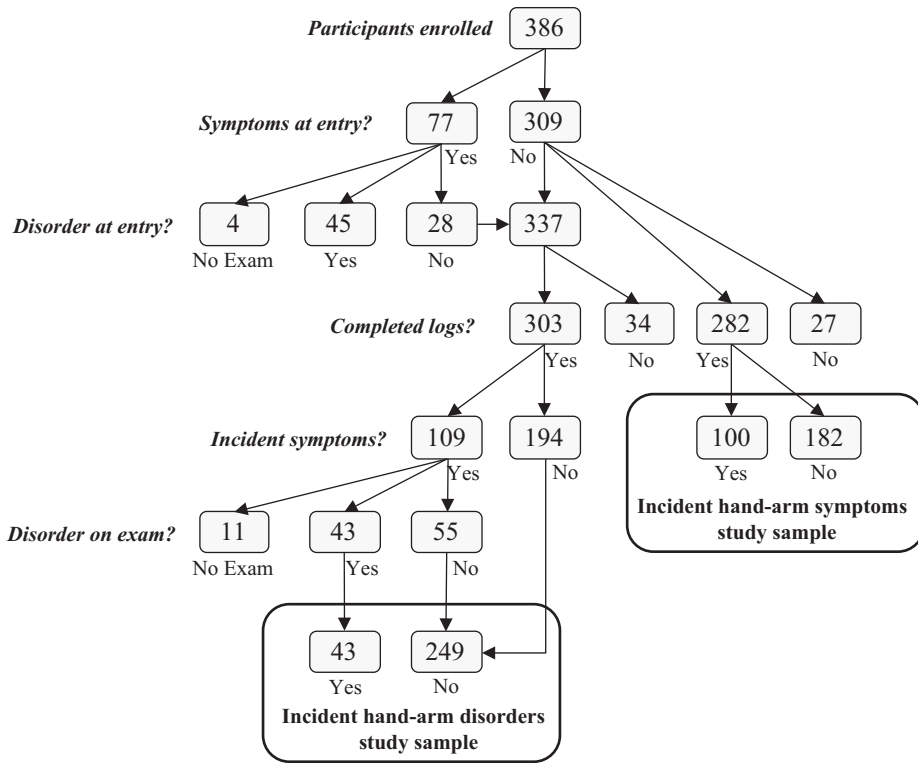 Participants enrolled 386
Symptoms at entry? 77 309
Yes No
Disorder at entry? 4 45 28 337
No Exam Yes No
Completed logs? 303 34 282 27
Yes No Yes No
Incident symptoms? 109 194 100 182
Yes No Yes No
Incident hand-arm symptoms
study sample
Disorder on exam? 11 43 55
No Exam Yes No
43 249
Yes No
Incident hand-arm disorders
study sample